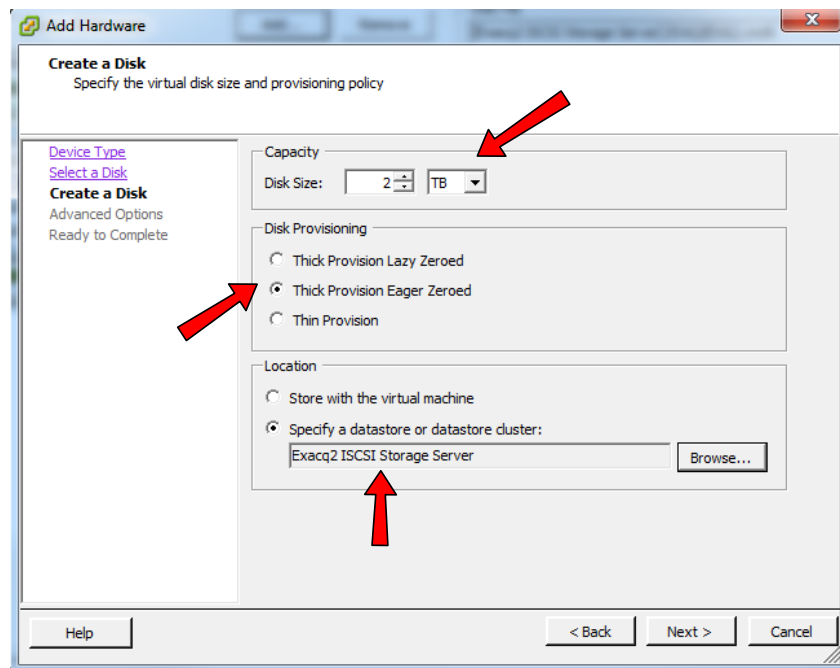 Add Hardware
Create a Disk
Specify the virtual disk size and provisioning policy
Device Type
Select a Disk
Create a Disk
Advanced Options
Ready to Complete
Capacity
Disk Size: 2 TB
Disk Provisioning
Thick Provision Lazy Zeroed
Thick Provision Eager Zeroed
Thin Provision
Location
Store with the virtual machine
Specify a datastore or datastore cluster:
Exacq2 ISCSI Storage Server Browse...
Help < Back Next > Cancel